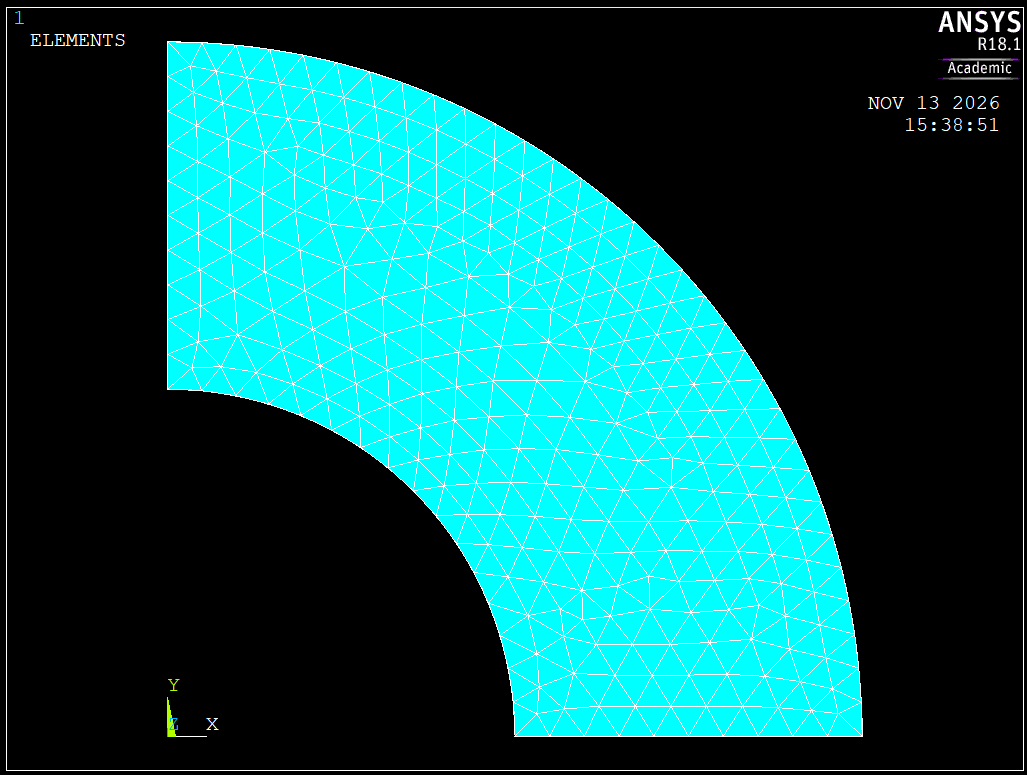 1
ELEMENTS
ANSYS
R18.1
Academic
NOV 13 2026
15:38:51
Y
Z
X